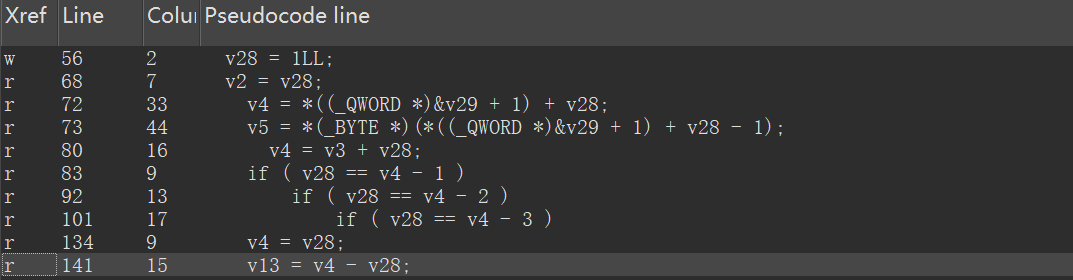 Xref Line Colu Pseudocode line
w 56 2 v28 = 1LL;
r 68 7 v2 = v28;
r 72 33 v4 = *((_QWORD *)&v29 + 1) + v28;
r 73 44 v5 = *(_BYTE *)(*((_QWORD *)&v29 + 1) + v28 - 1);
r 80 16 v4 = v3 + v28;
r 83 9 if ( v28 == v4 - 1 )
r 92 13 if ( v28 == v4 - 2 )
r 101 17 if ( v28 == v4 - 3 )
r 134 9 v4 = v28;
r 141 15 v13 = v4 - v28;